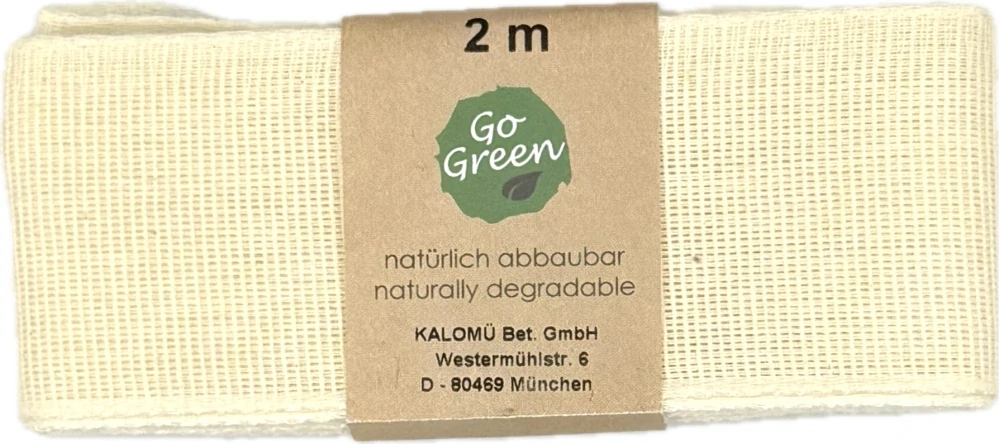 2 m
Go
Green
natürlich abbaubar
naturally degradable
KALOMÜ Bet. GmbH
Westermühlstr. 6
D - 80469 München